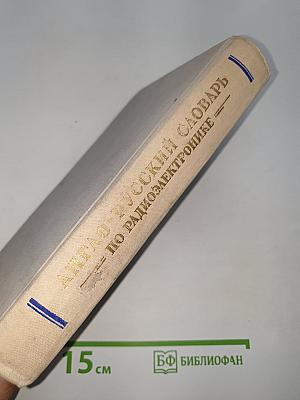 АНГЛО-РУССКИЙ СЛОВАРЬ
ПО РАДИОЭЛЕКТРОНИКЕ
15 см
БФ БИБЛИОФАН